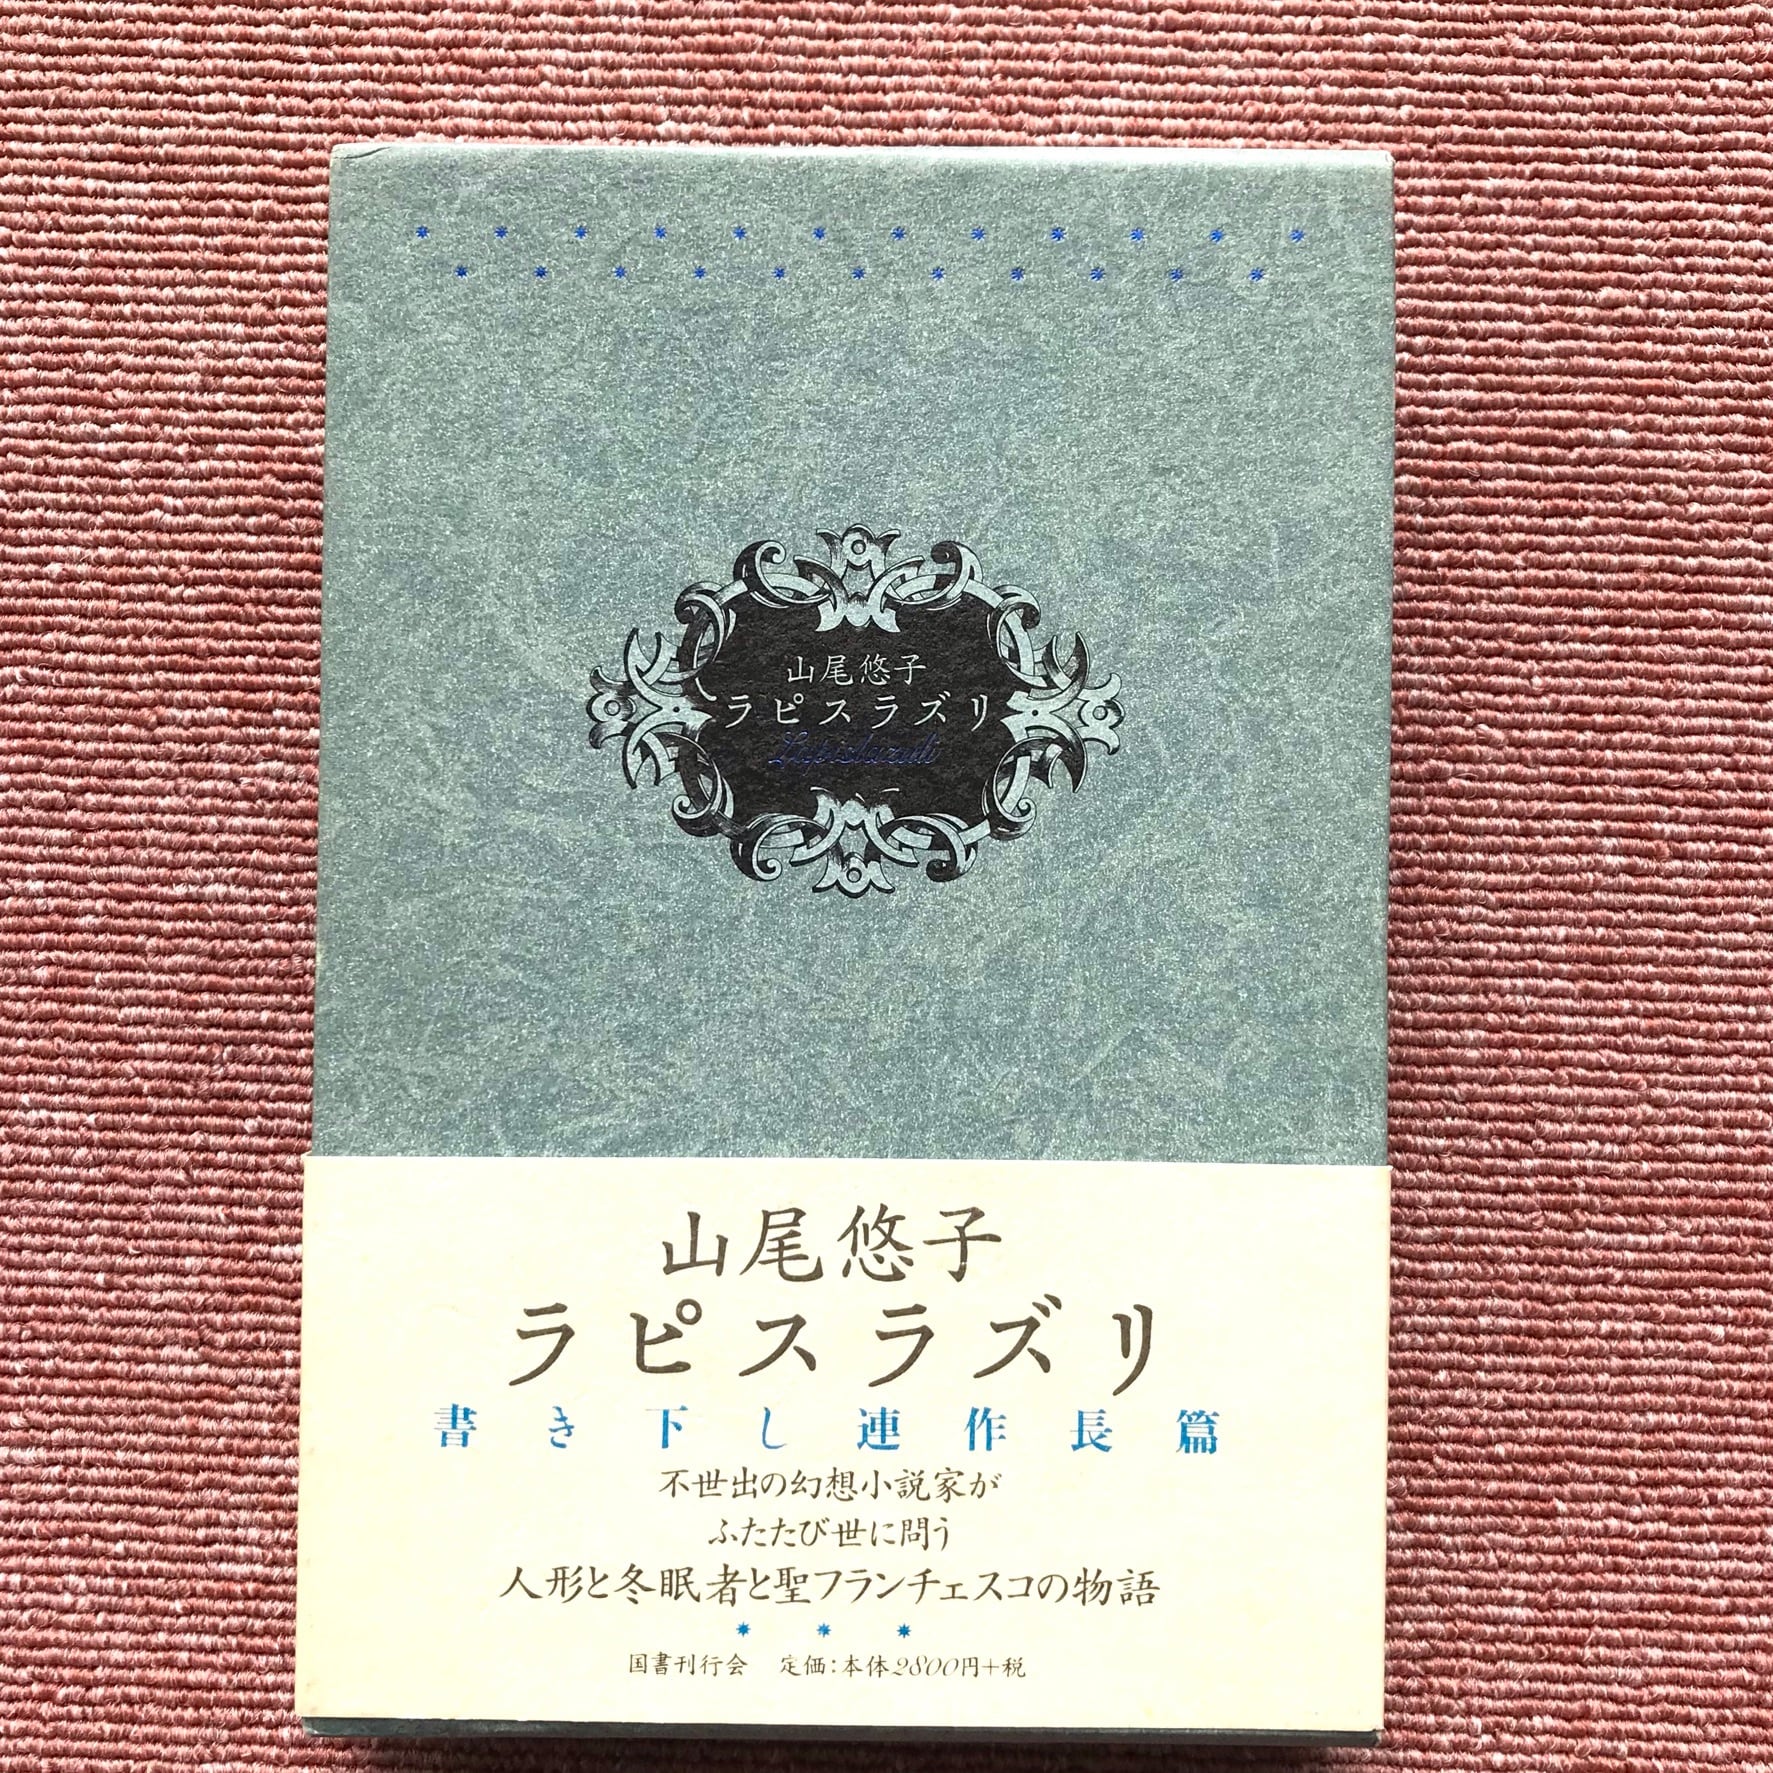 山尾悠子
ラピスラズリ
Lapislazuli
山尾悠子
ラピスラズリ
書き下し連作長篇
不世出の幻想小説家が
ふたたび世に問う
人形と冬眠者と聖フランチェスコの物語
国書刊行会　定価:本体2800円+税